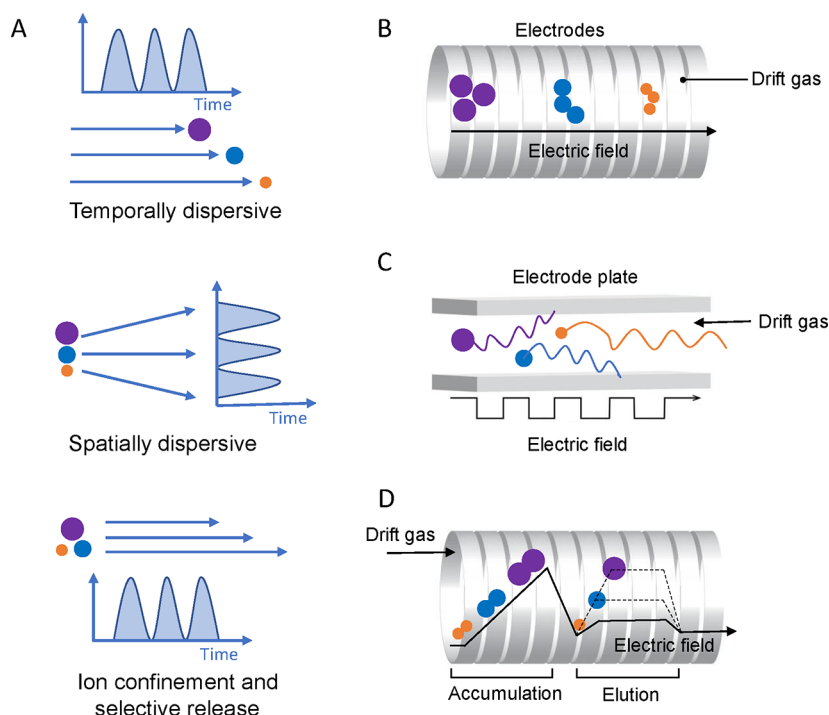 A
Time
Temporally dispersive
Time
Spatially dispersive
Time
Ion confinement and
selective release
B
Electrodes
Drift gas
Electric field
C
Electrode plate
Drift gas
Electric field
D
Drift gas
Electric field
Accumulation
Elution